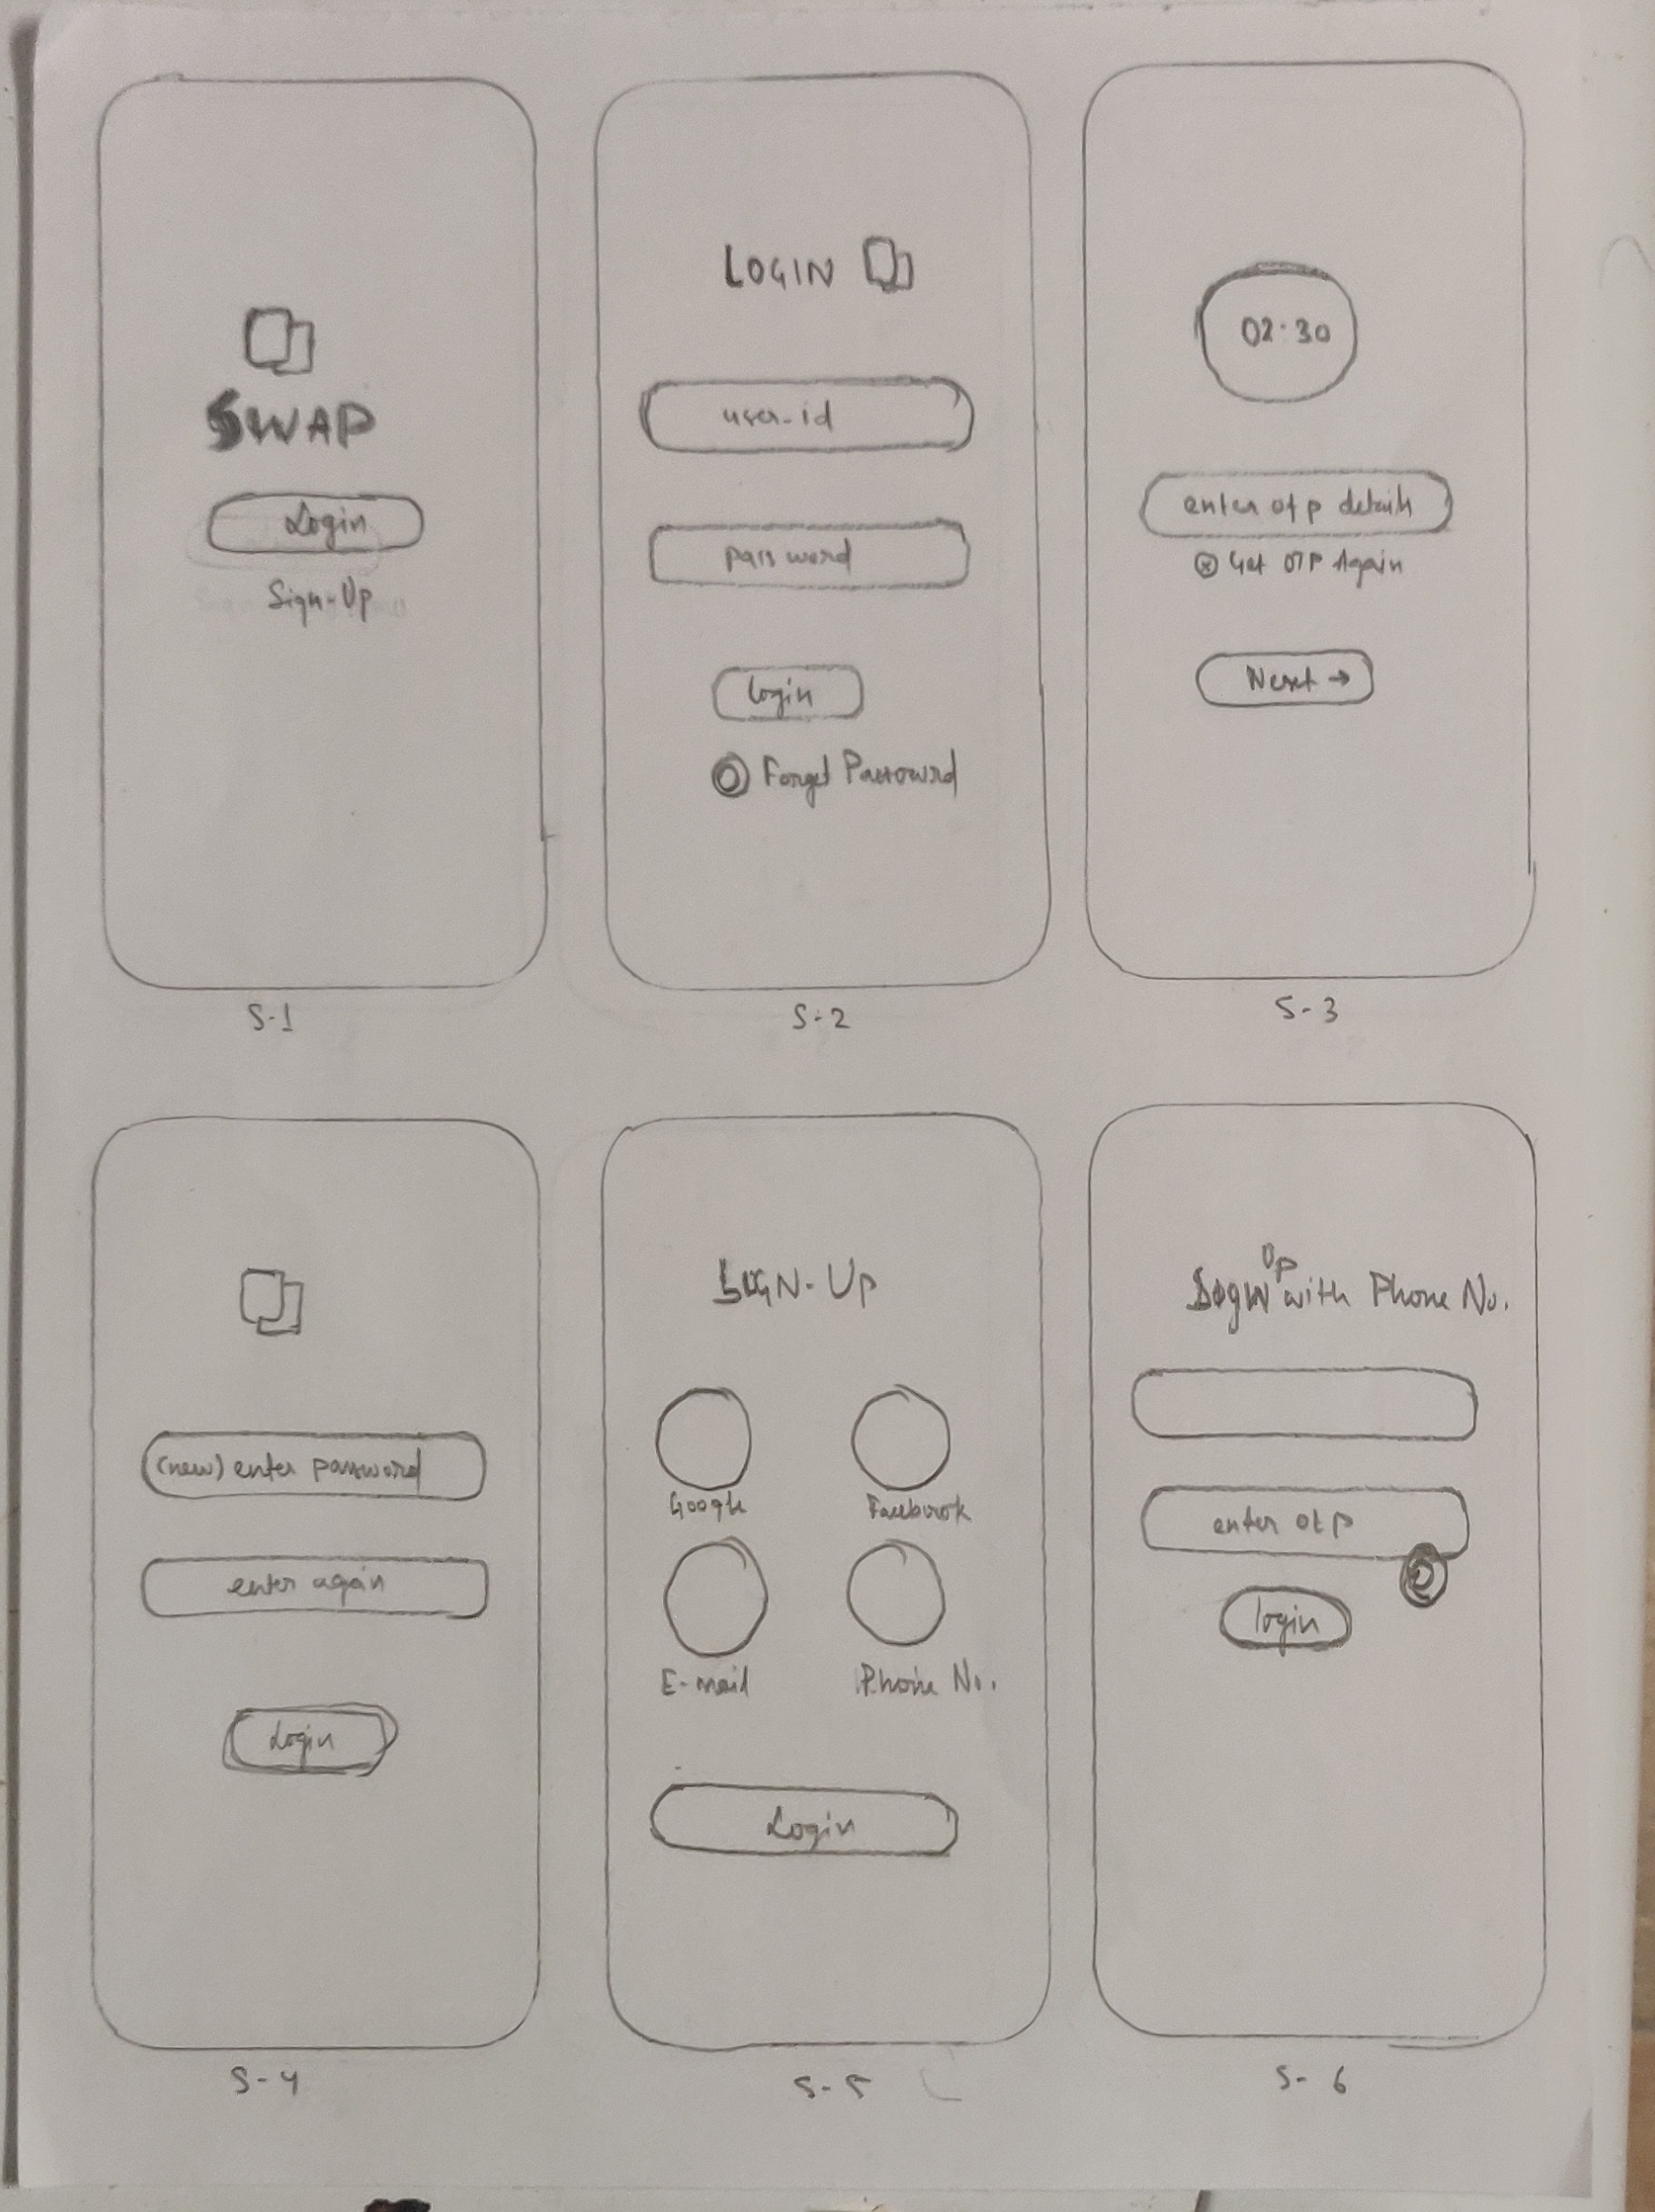 SWAP
Login
Sign-Up
S-1
LOGIN
user-id
password
login
Forget Password
S-2
02:30
enter otp details
Get OTP Again
Next →
S-3
(new) enter password
enter again
Login
S-4
SIGN-UP
Google
Facebook
E-mail
Phone No.
Login
S-5
Sign Up with Phone No.
enter otp
login
S-6